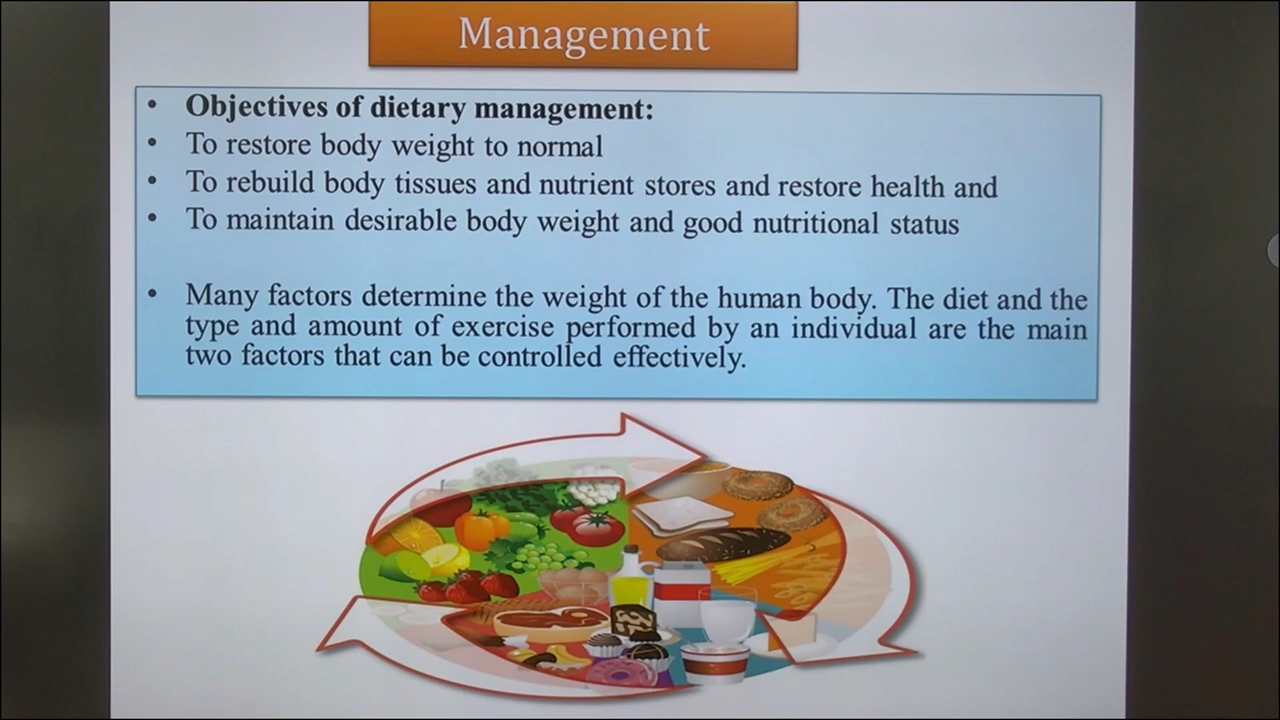 Management
• Objectives of dietary management:
• To restore body weight to normal
• To rebuild body tissues and nutrient stores and restore health and
• To maintain desirable body weight and good nutritional status
• Many factors determine the weight of the human body. The diet and the
type and amount of exercise performed by an individual are the main
two factors that can be controlled effectively.